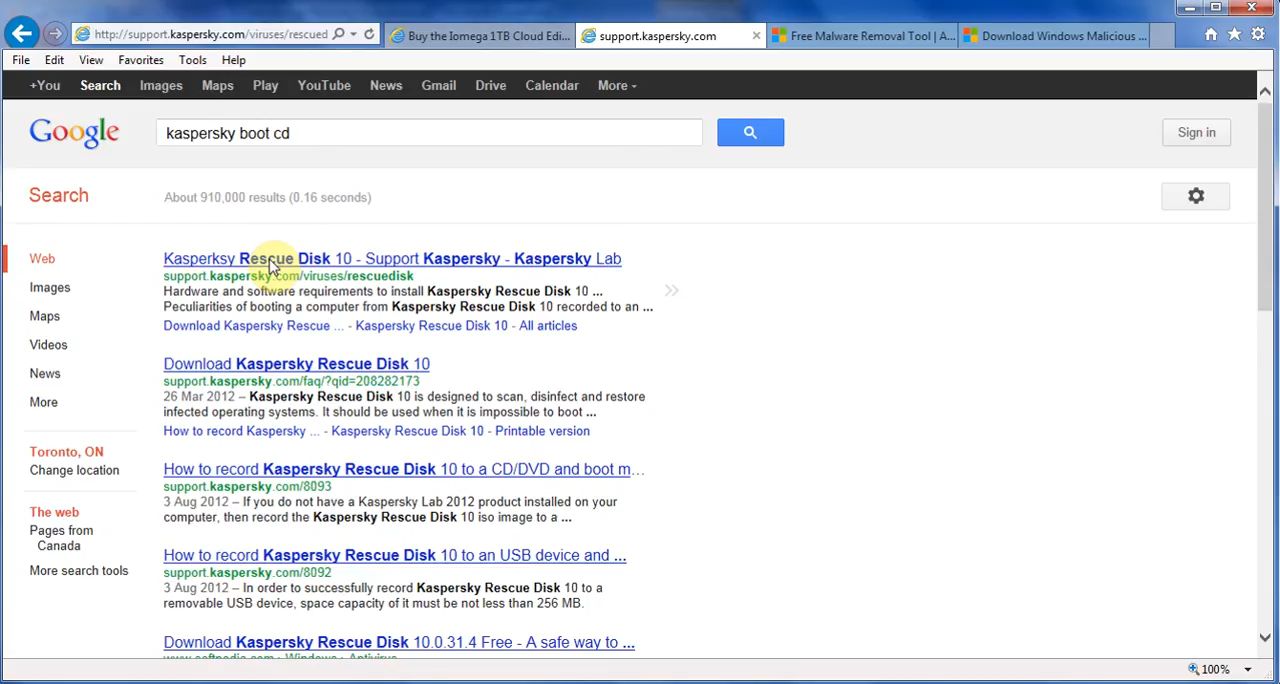 http://support.kaspersky.com/viruses/rescued
Buy the Iomega 1TB Cloud Edi...
support.kaspersky.com
Free Malware Removal Tool | A...
Download Windows Malicious ...
File Edit View Favorites Tools Help
+You Search Images Maps Play YouTube News Gmail Drive Calendar More
Google
kaspersky boot cd
Sign in
Search
About 910,000 results (0.16 seconds)
Web
Images
Maps
Videos
News
More
Toronto, ON
Change location
The web
Pages from
Canada
More search tools
Kasperksy Rescue Disk 10 - Support Kaspersky - Kaspersky Lab
support.kaspersky.com/viruses/rescuedisk
Hardware and software requirements to install Kaspersky Rescue Disk 10 ...
Peculiarities of booting a computer from Kaspersky Rescue Disk 10 recorded to an ...
Download Kaspersky Rescue ... - Kaspersky Rescue Disk 10 - All articles
Download Kaspersky Rescue Disk 10
support.kaspersky.com/faq/?qid=208282173
26 Mar 2012 – Kaspersky Rescue Disk 10 is designed to scan, disinfect and restore
infected operating systems. It should be used when it is impossible to boot ...
How to record Kaspersky ... - Kaspersky Rescue Disk 10 - Printable version
How to record Kaspersky Rescue Disk 10 to a CD/DVD and boot m...
support.kaspersky.com/8093
3 Aug 2012 – If you do not have a Kaspersky Lab 2012 product installed on your
computer, then record the Kaspersky Rescue Disk 10 iso image to a ...
How to record Kaspersky Rescue Disk 10 to an USB device and ...
support.kaspersky.com/8092
3 Aug 2012 – In order to successfully record Kaspersky Rescue Disk 10 to a
removable USB device, space capacity of it must be not less than 256 MB.
Download Kaspersky Rescue Disk 10.0.31.4 Free - A safe way to ...
www.softpedia.com › Windows › Antivirus
100%